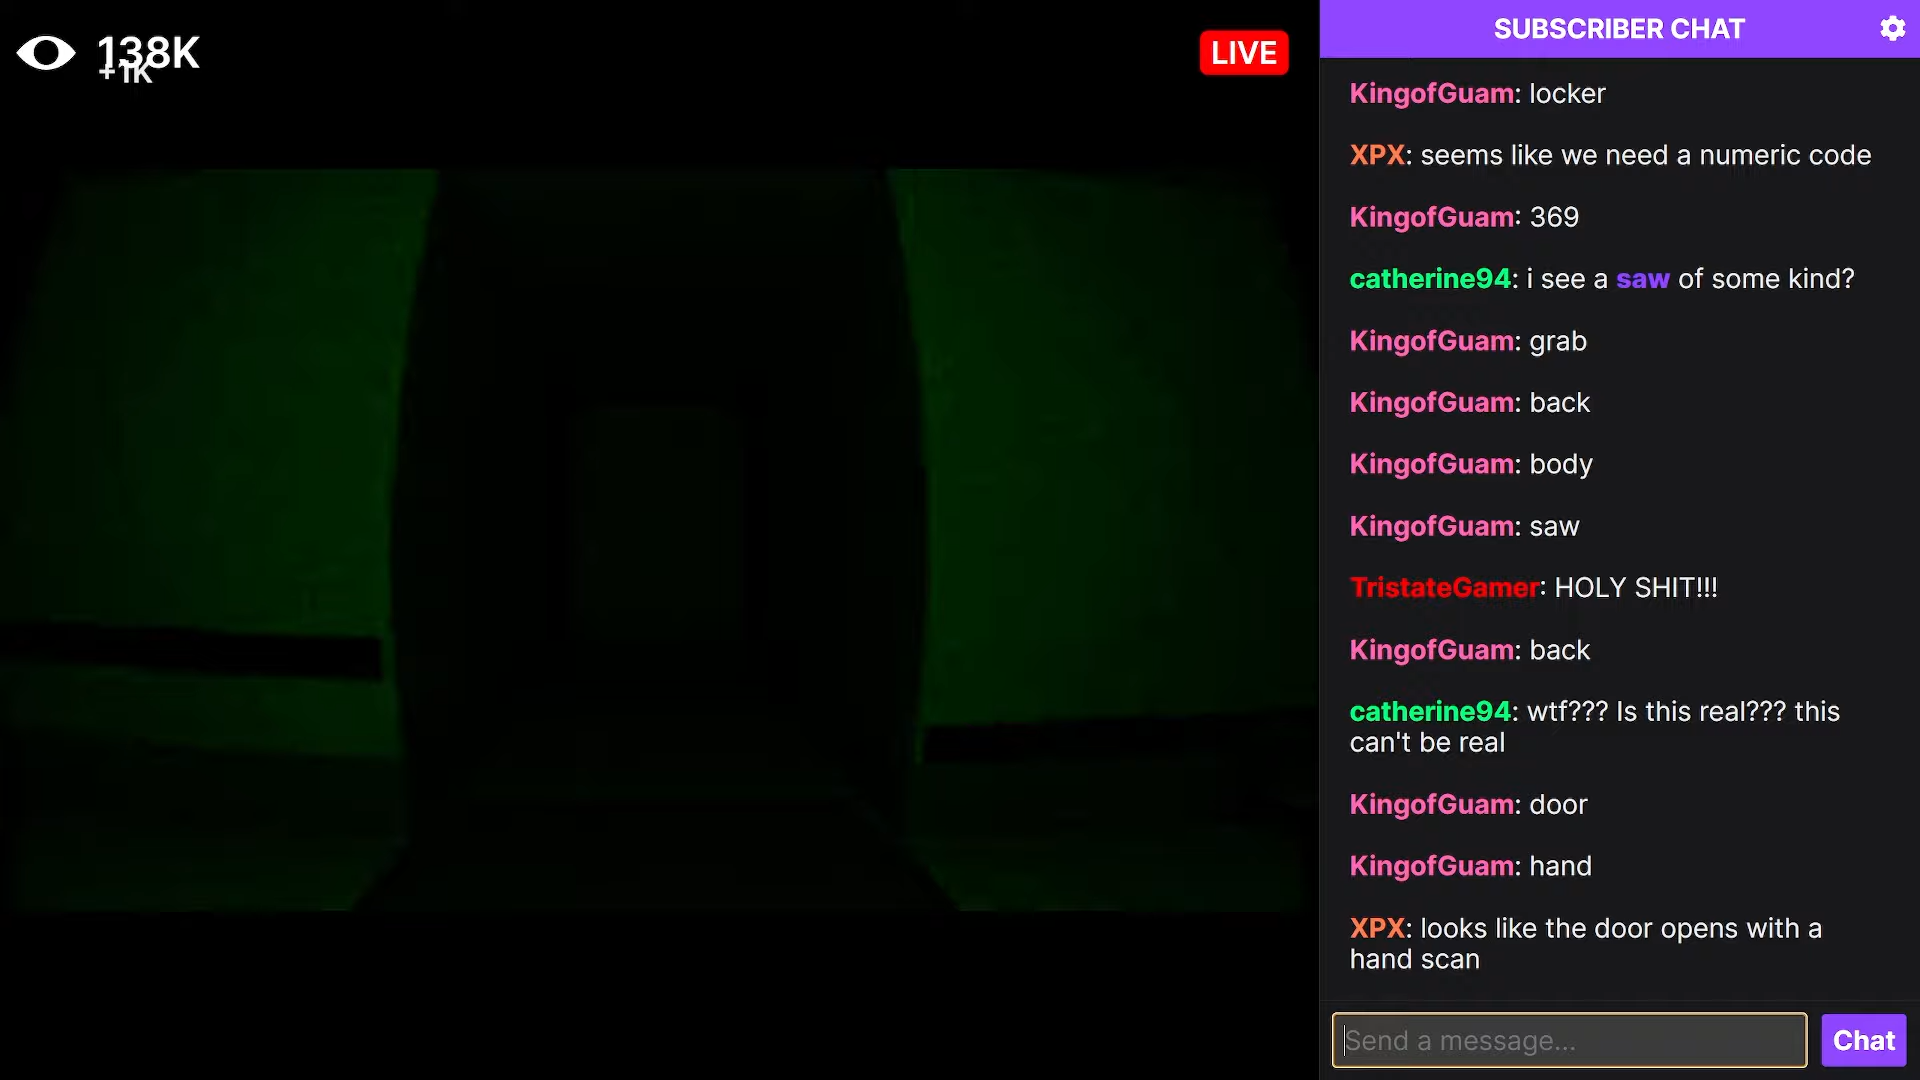 138K
+1K
LIVE
SUBSCRIBER CHAT
KingofGuam: locker
XPX: seems like we need a numeric code
KingofGuam: 369
catherine94: i see a saw of some kind?
KingofGuam: grab
KingofGuam: back
KingofGuam: body
KingofGuam: saw
TristateGamer: HOLY SHIT!!!
KingofGuam: back
catherine94: wtf??? Is this real??? this
can't be real
KingofGuam: door
KingofGuam: hand
XPX: looks like the door opens with a
hand scan
Send a message...
Chat